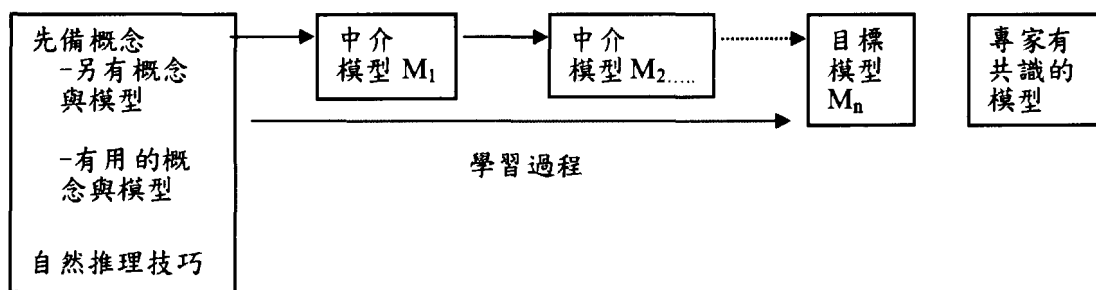 先備概念
-另有概念
與模型
-有用的概
念與模型
自然推理技巧
中介
模型 M₁
中介
模型 M₂.....
目標
模型
Mₙ
專家有
共識的
模型
學習過程